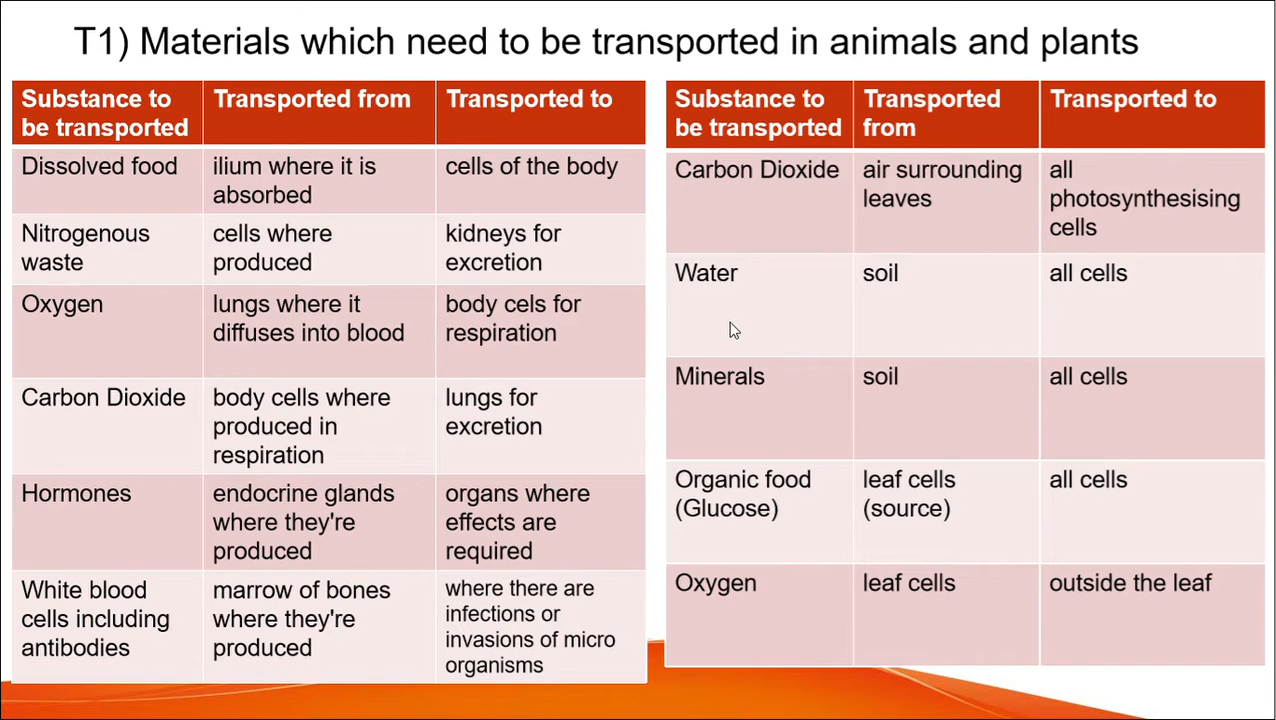 T1) Materials which need to be transported in animals and plants
Substance to
be transported
Transported from
Transported to
Dissolved food
ilium where it is
absorbed
cells of the body
Nitrogenous
waste
cells where
produced
kidneys for
excretion
Oxygen
lungs where it
diffuses into blood
body cels for
respiration
Carbon Dioxide
body cells where
produced in
respiration
lungs for
excretion
Hormones
endocrine glands
where they're
produced
organs where
effects are
required
White blood
cells including
antibodies
marrow of bones
where they're
produced
where there are
infections or
invasions of micro
organisms
Substance to
be transported
Transported
from
Transported to
Carbon Dioxide
air surrounding
leaves
all
photosynthesising
cells
Water
soil
all cells
Minerals
soil
all cells
Organic food
(Glucose)
leaf cells
(source)
all cells
Oxygen
leaf cells
outside the leaf